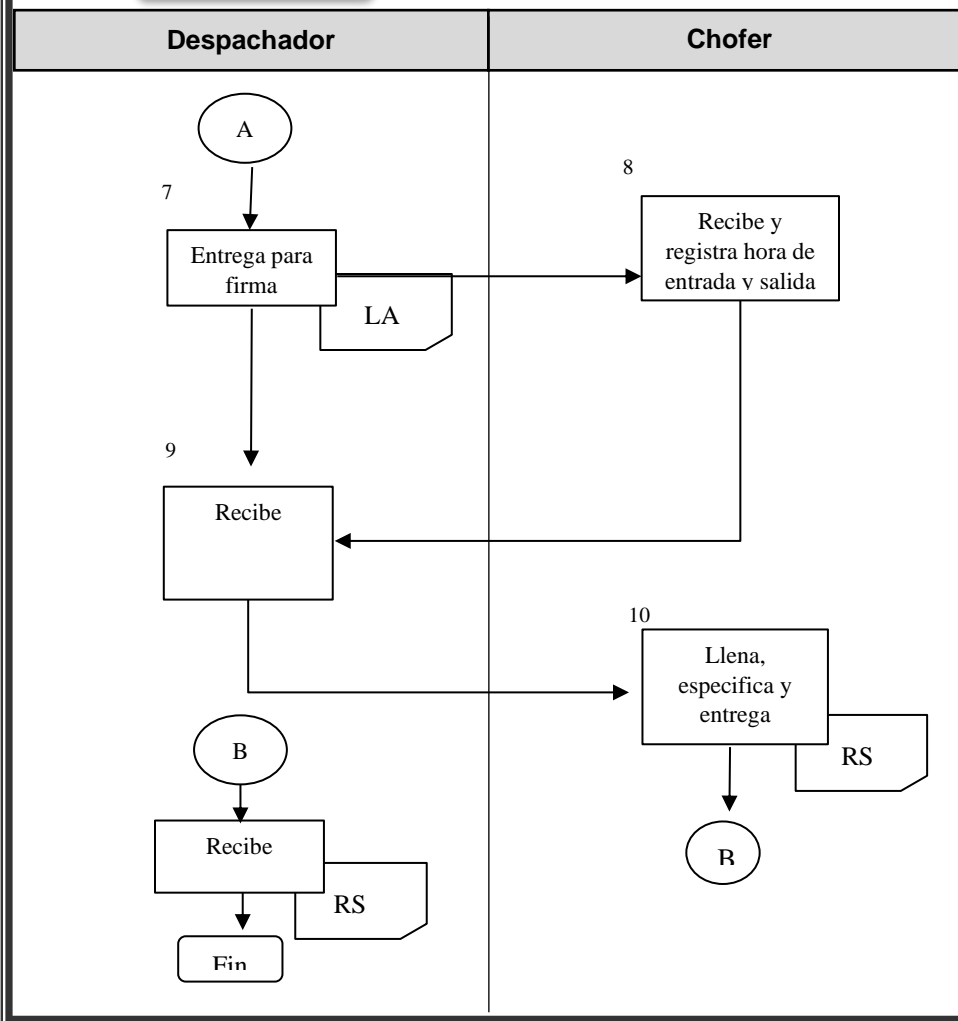 Despachador
Chofer
A
7
8
Entrega para
firma
LA
Recibe y
registra hora de
entrada y salida
9
Recibe
10
Llena,
especifica y
entrega
RS
B
B
Recibe
RS
Fin